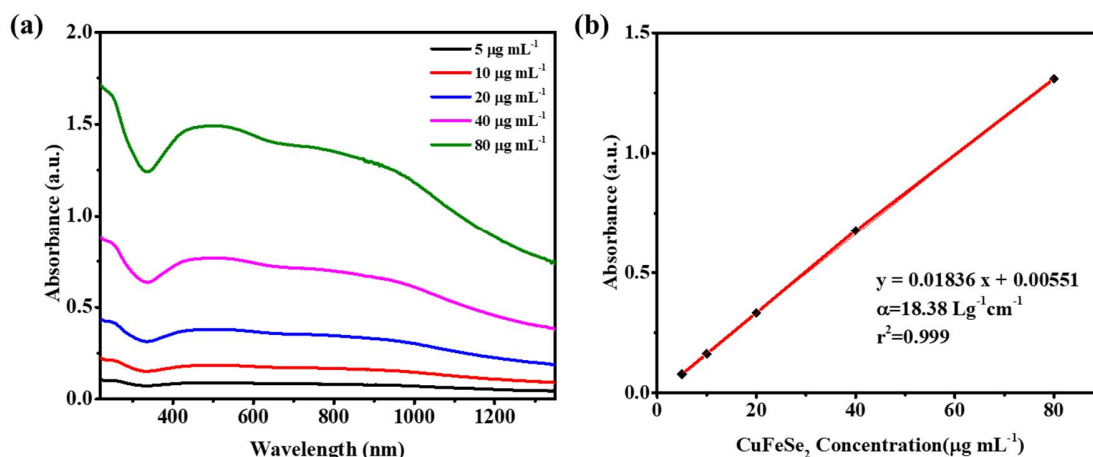 (a)
2.0
1.5
1.0
0.5
0.0
Absorbance (a.u.)
5 μg mL⁻¹
10 μg mL⁻¹
20 μg mL⁻¹
40 μg mL⁻¹
80 μg mL⁻¹
400 600 800 1000 1200
Wavelength (nm)
(b)
1.5
1.0
0.5
0.0
Absorbance (a.u.)
y = 0.01836 x + 0.00551
α=18.38 Lg⁻¹cm⁻¹
r²=0.999
0 20 40 60 80
CuFeSe₂ Concentration(μg mL⁻¹)